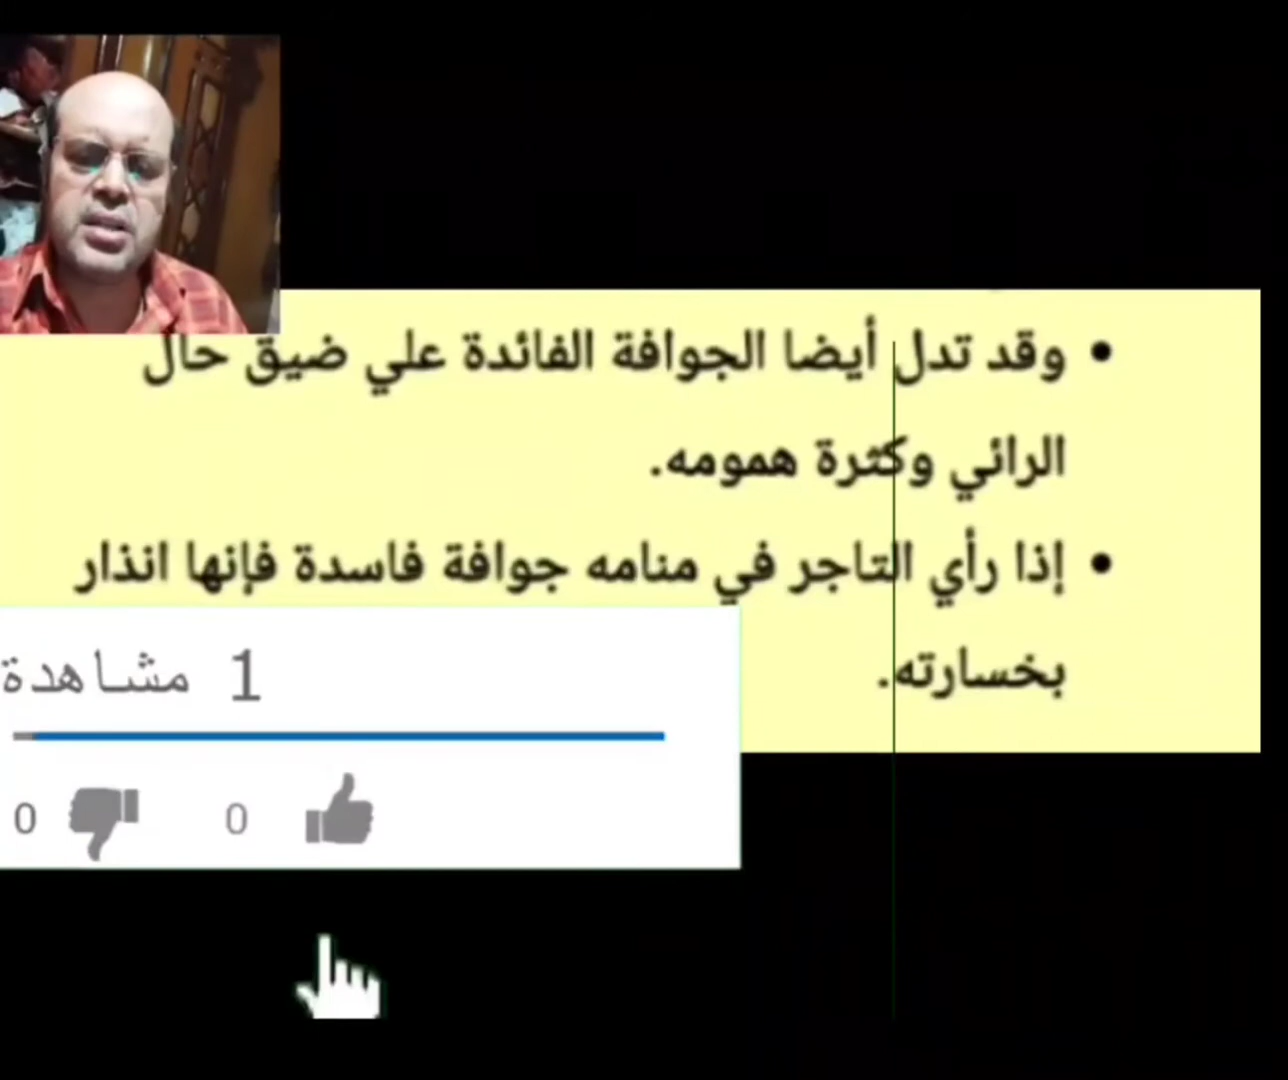 وقد تدل أيضا الجوافة الفائدة علي ضيق حال
الرائي وكثرة همومه.
إذا رأي التاجر في منامه جوافة فاسدة فإنها انذار
بخسارته.
1 مشاهدة
0 0